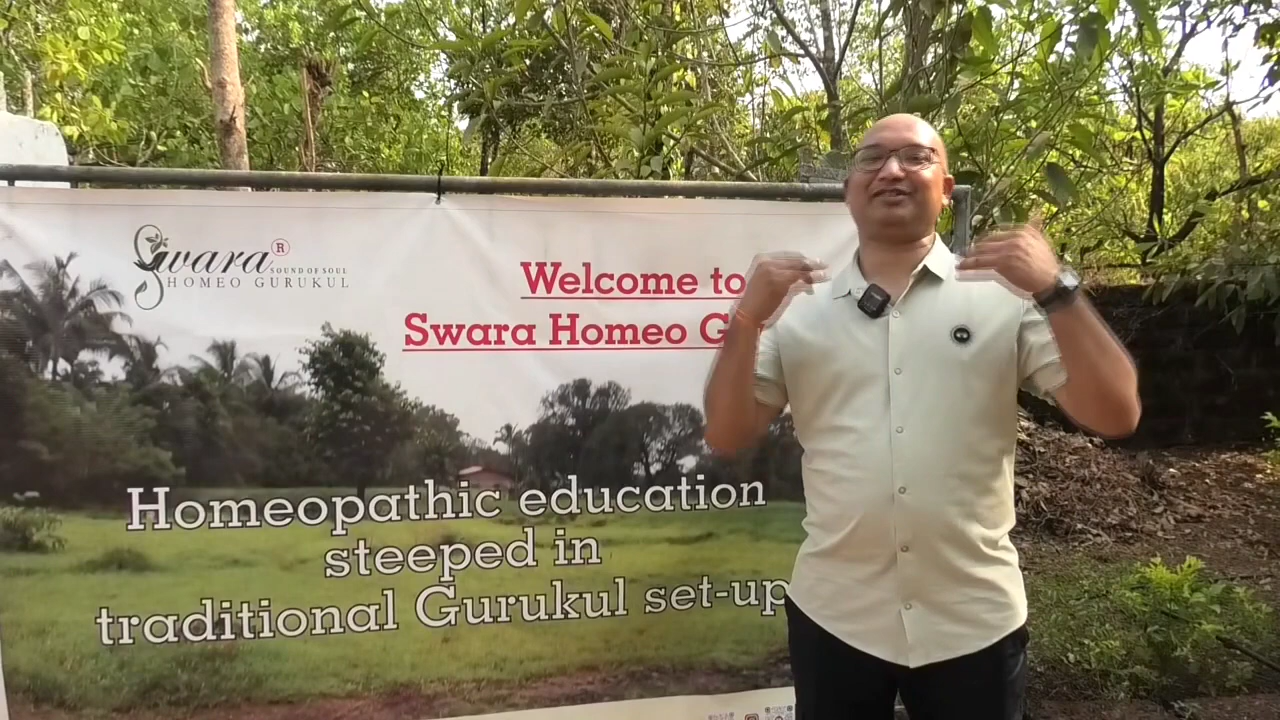 Swara®
SOUND OF SOUL
HOMEO GURUKUL
Welcome to
Swara Homeo G
Homeopathic education
steeped in
traditional Gurukul set-up